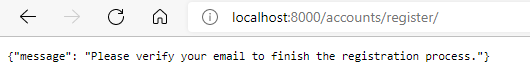 localhost:8000/accounts/register/
{"message": "Please verify your email to finish the registration process."}